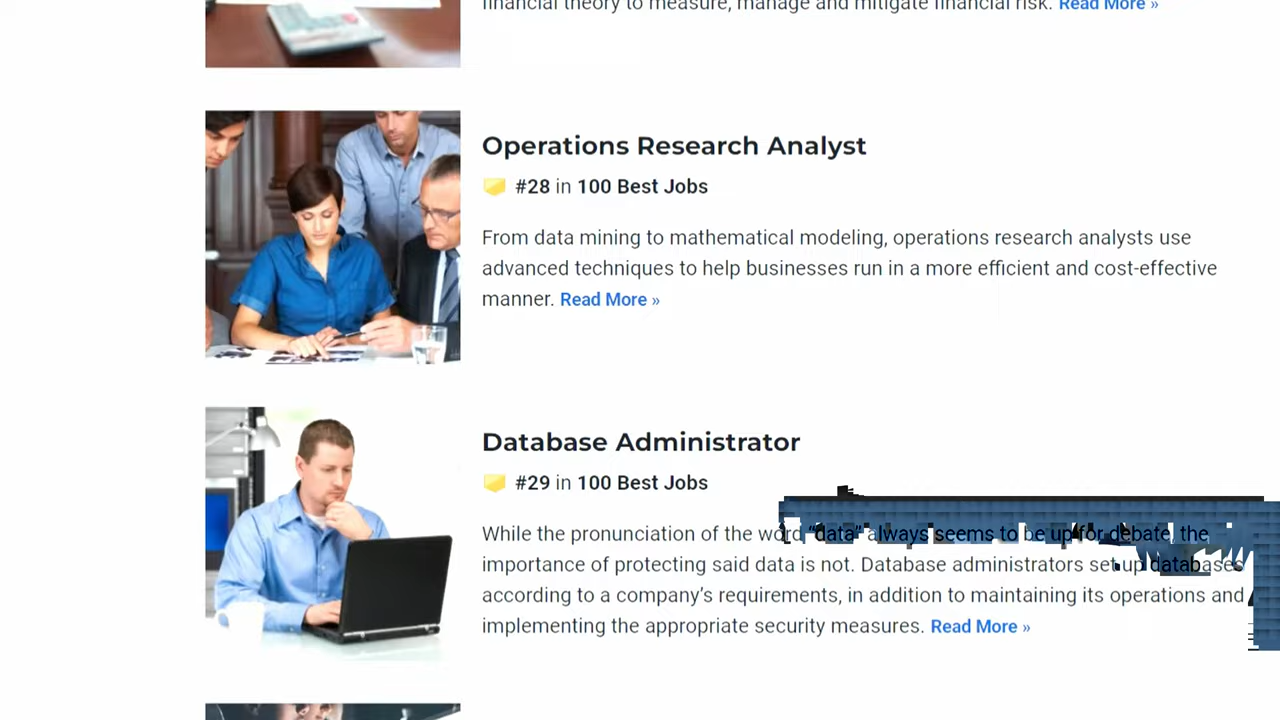 financial theory to measure, manage and mitigate financial risk. Read More »
Operations Research Analyst
#28 in 100 Best Jobs
From data mining to mathematical modeling, operations research analysts use
advanced techniques to help businesses run in a more efficient and cost-effective
manner. Read More »
Database Administrator
#29 in 100 Best Jobs
While the pronunciation of the word “data” always seems to be up for debate, the
importance of protecting said data is not. Database administrators set up databases
according to a company’s requirements, in addition to maintaining its operations and
implementing the appropriate security measures. Read More »